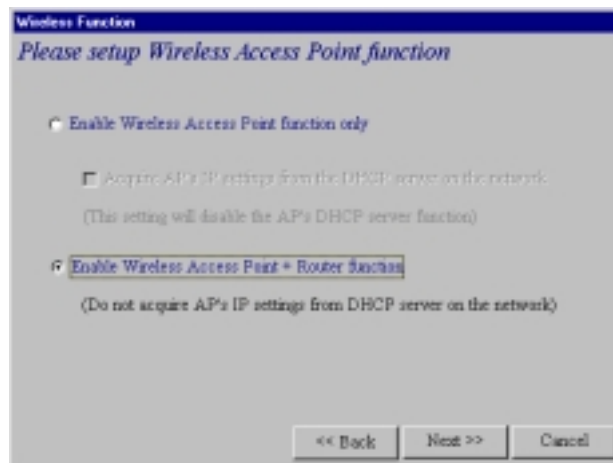 Wireless Function
Please setup Wireless Access Point function
Enable Wireless Access Point function only
Acquire AP's IP settings from the DHCP server on the network
(This setting will disable the AP's DHCP server function)
Enable Wireless Access Point + Router function
(Do not acquire AP's IP settings from DHCP server on the network)
<< Back
Next >>
Cancel